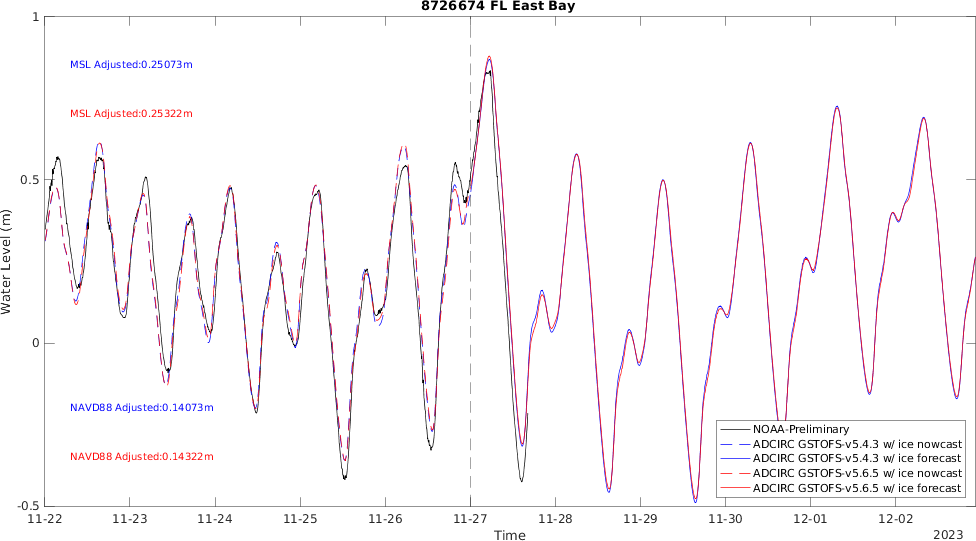 8726674 FL East Bay
1
MSL Adjusted:0.25073m
MSL Adjusted:0.25322m
0.5
Water Level (m)
0
NAVD88 Adjusted:0.14073m
NAVD88 Adjusted:0.14322m
NOAA-Preliminary
ADCIRC GSTOFS-v5.4.3 w/ ice nowcast
ADCIRC GSTOFS-v5.4.3 w/ ice forecast
ADCIRC GSTOFS-v5.6.5 w/ ice nowcast
ADCIRC GSTOFS-v5.6.5 w/ ice forecast
-0.5
11-22 11-23 11-24 11-25 11-26 11-27 11-28 11-29 11-30 12-01 12-02
Time
2023